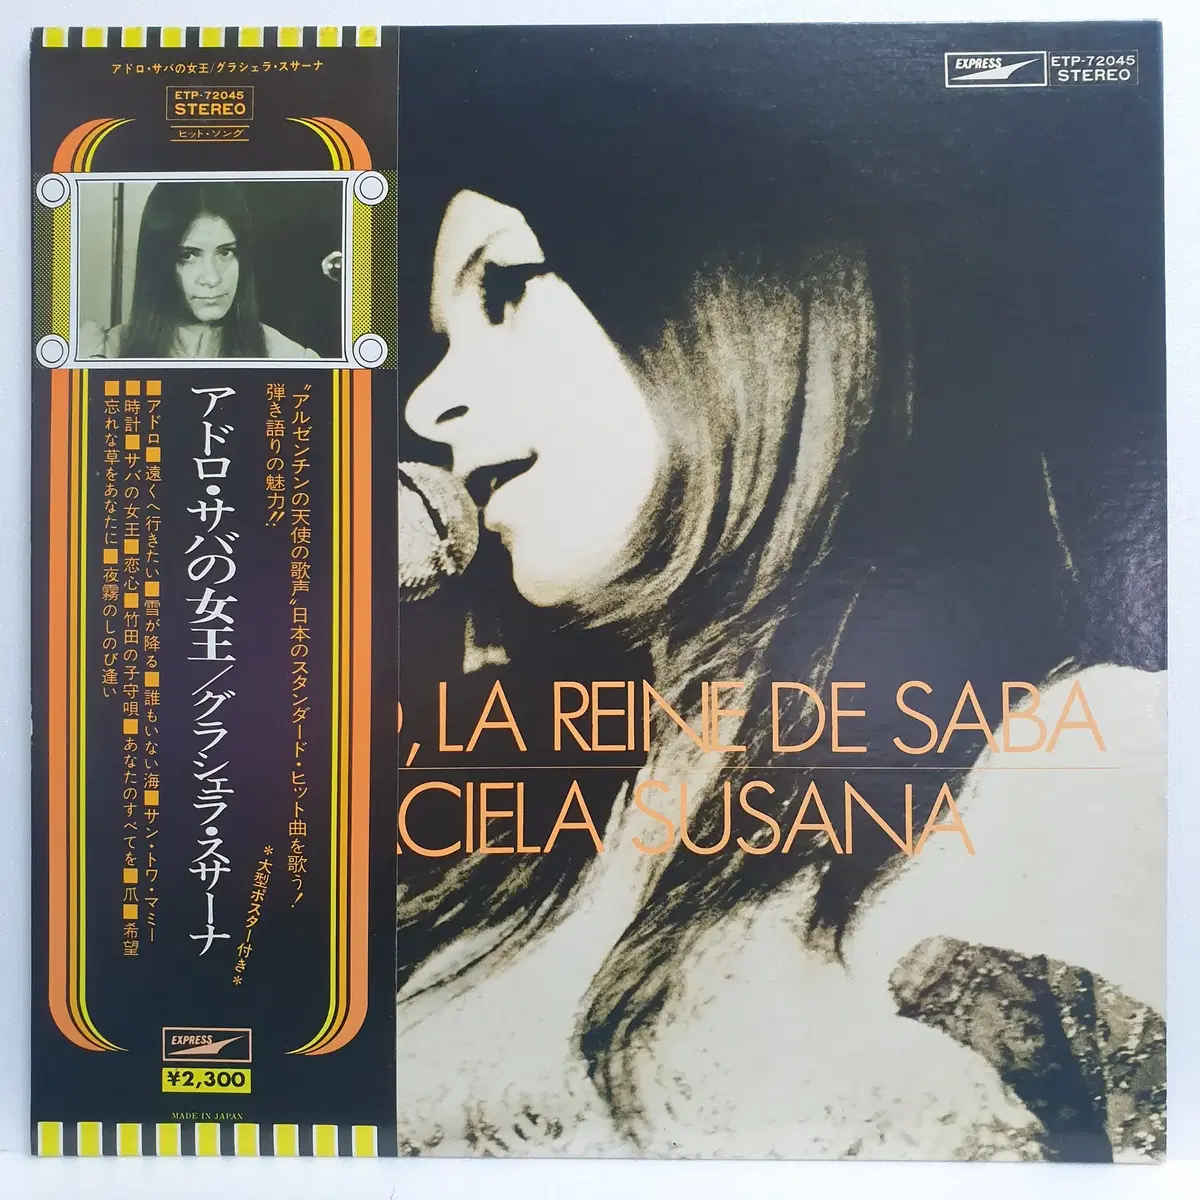 アドロ・サバの女王/グラシェラ・スサーナ
ETP-72045
STEREO
ヒット・ソング
"アルゼンチンの天使の歌声"日本のスタンダード・ヒット曲を歌う!
弾き語りの魅力!!
*大型ポスター付き*
アドロ・サバの女王/グラシェラ・スサーナ
■アドロ■遠くへ行きたい■雪が降る■誰もいない海■サン・トワ・マミー
■時計■サバの女王■恋心■竹田の子守唄■あなたのすべてを■爪■希望
■忘れな草をあなたに■夜霧のしのび逢い
EXPRESS
¥2,300
MADE IN JAPAN
EXPRESS
ETP-72045
STEREO
, LA REINE DE SABA
CIELA SUSANA